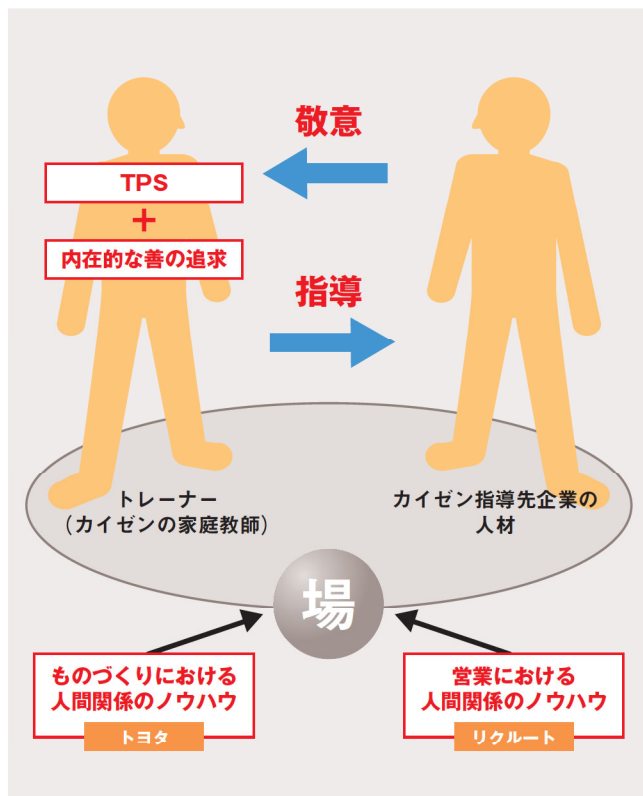 敬意
TPS
+
内在的な善の追求
指導
トレーナー
(カイゼンの家庭教師)
カイゼン指導先企業の
人材
場
ものづくりにおける
人間関係のノウハウ
トヨタ
営業における
人間関係のノウハウ
リクルート